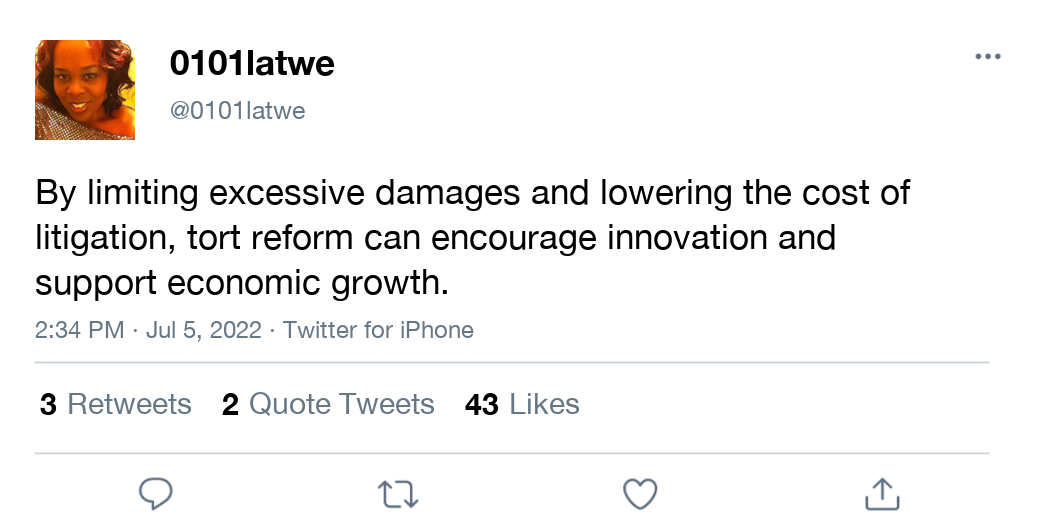 0101latwe
@0101latwe
By limiting excessive damages and lowering the cost of
litigation, tort reform can encourage innovation and
support economic growth.
2:34 PM · Jul 5, 2022 · Twitter for iPhone
3 Retweets 2 Quote Tweets 43 Likes